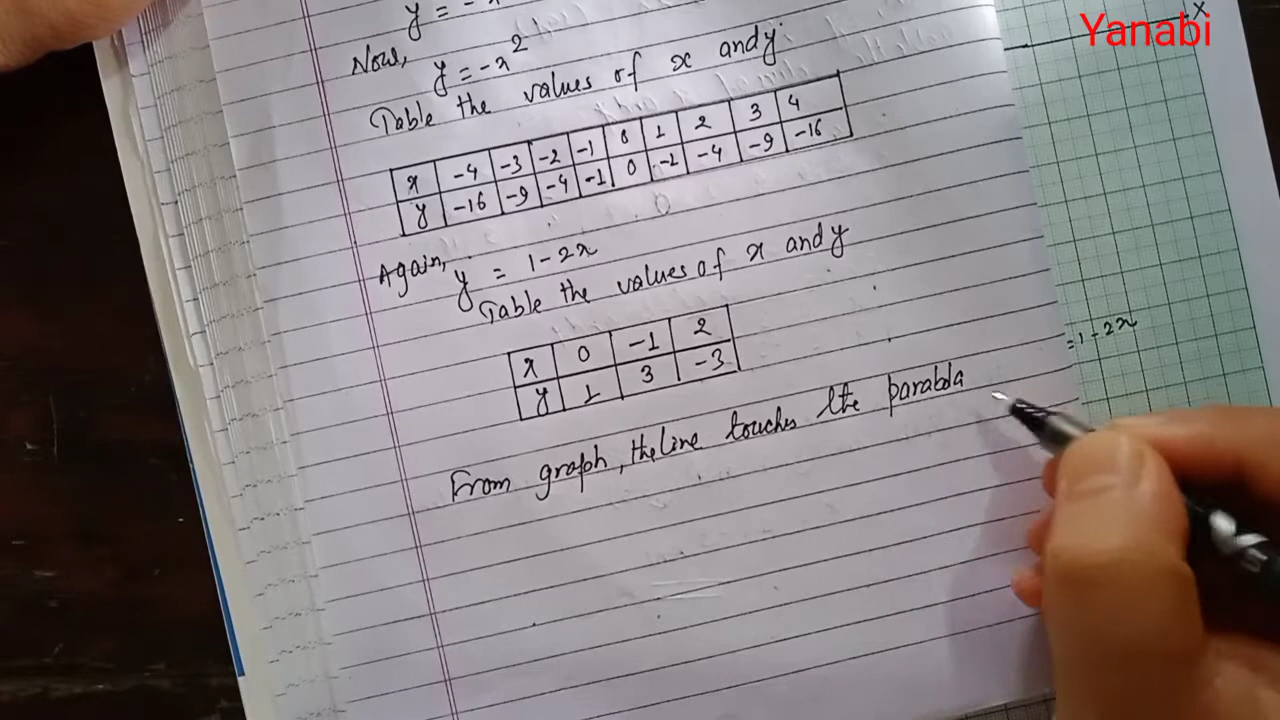 Yanabi
X
y = -x
Now,
y = -x²
Table the values of x and y.
x -4 -3 -2 -1 0 1 2 3 4
y -16 -9 -4 -1 0 -1 -4 -9 -16
Again, y = 1-2x
Table the values of x and y
x 0 -1 2
y 1 3 -3
=1-2x
From graph, the line touches the parabola